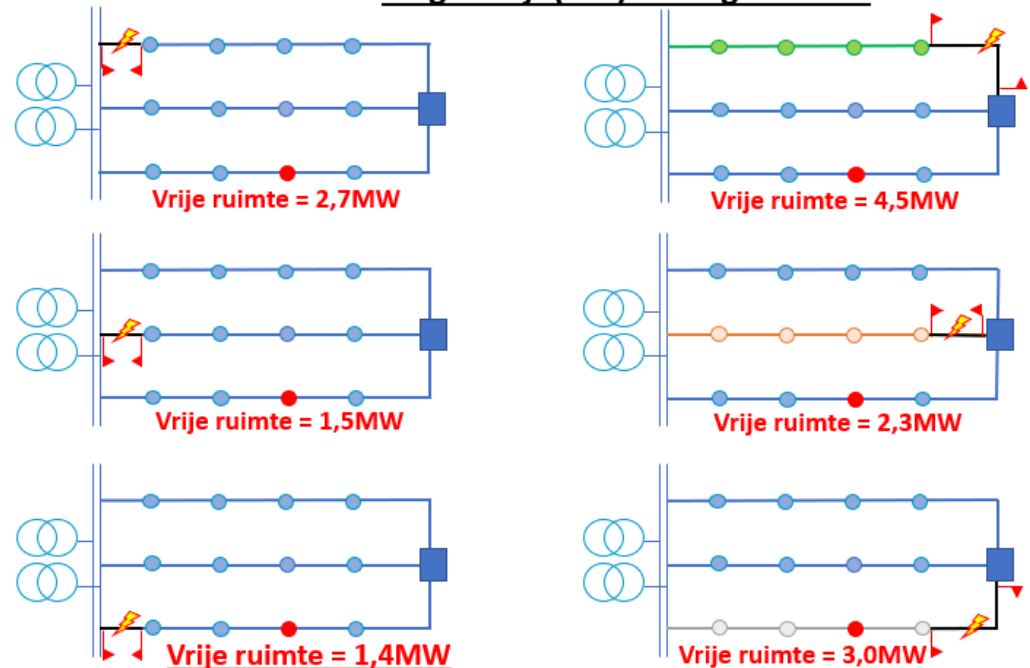 Vrije ruimte = 2,7MW
Vrije ruimte = 4,5MW
Vrije ruimte = 1,5MW
Vrije ruimte = 2,3MW
Vrije ruimte = 1,4MW
Vrije ruimte = 3,0MW